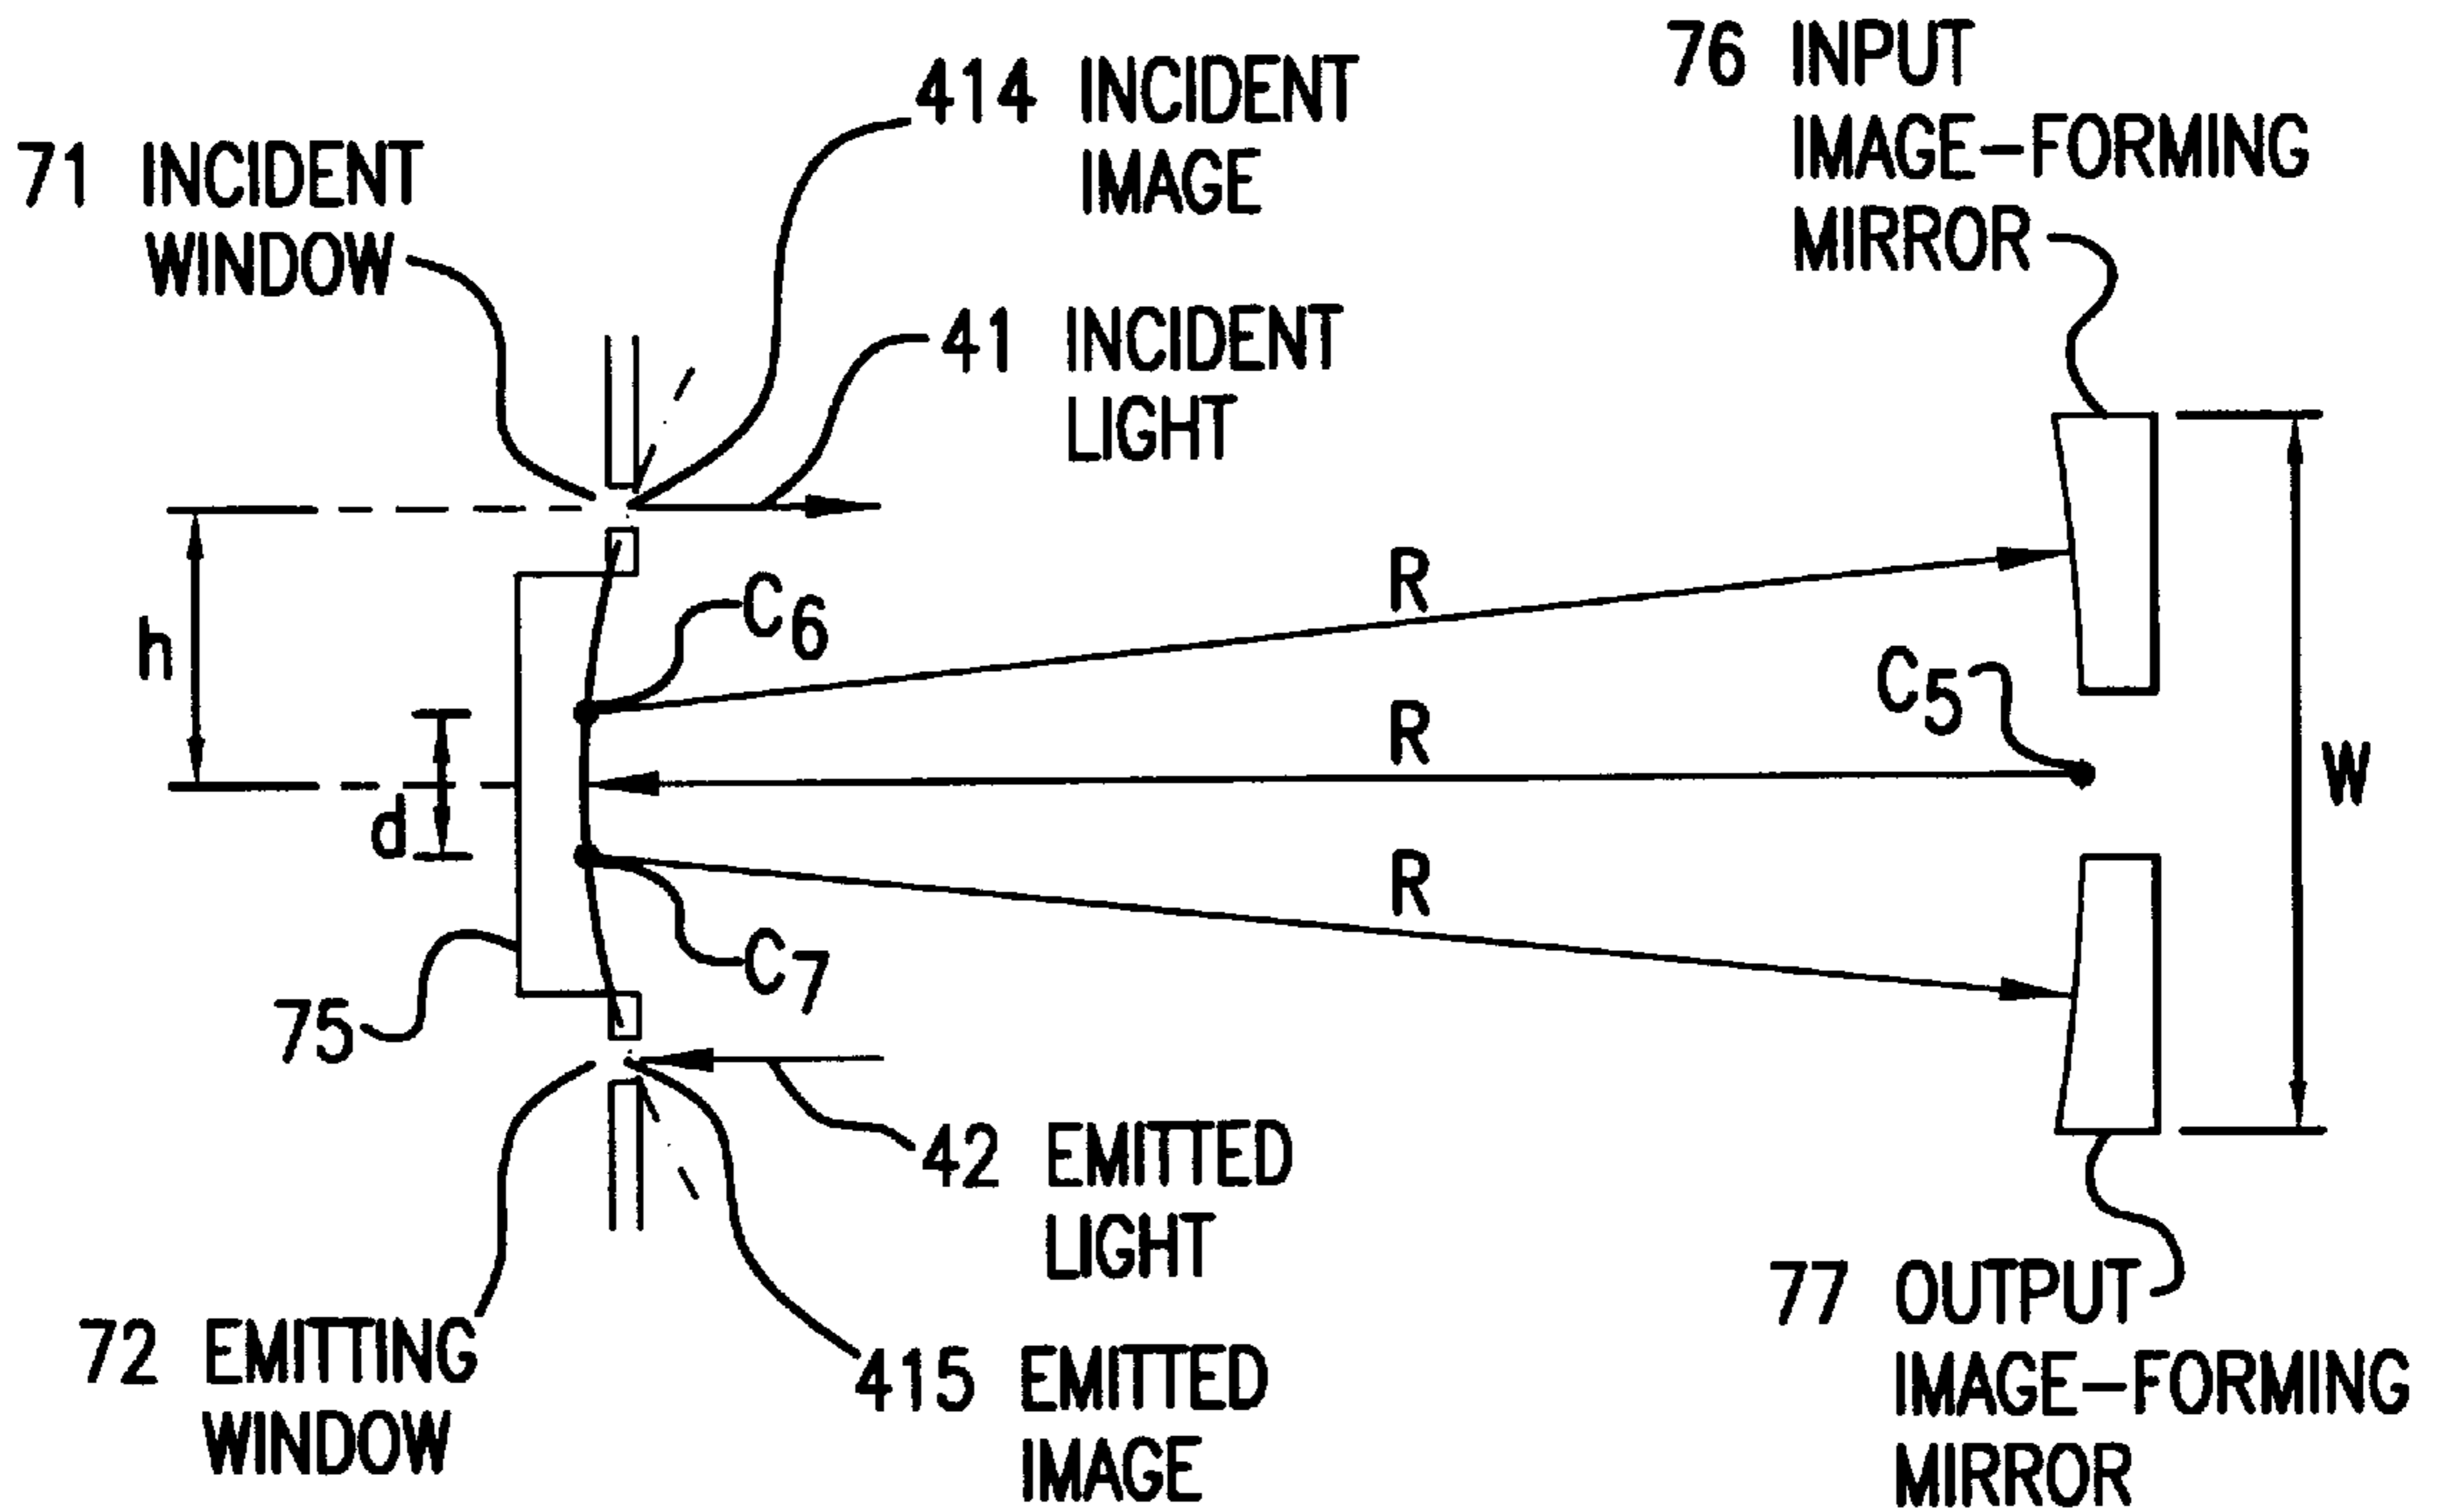 76 INPUT
IMAGE-FORMING
MIRROR
414 INCIDENT
IMAGE
71 INCIDENT
WINDOW
41 INCIDENT
LIGHT
R
C6
h
C5
R
W
d
R
C7
75
42 EMITTED
LIGHT
77 OUTPUT
IMAGE-FORMING
MIRROR
72 EMITTING
WINDOW
415 EMITTED
IMAGE